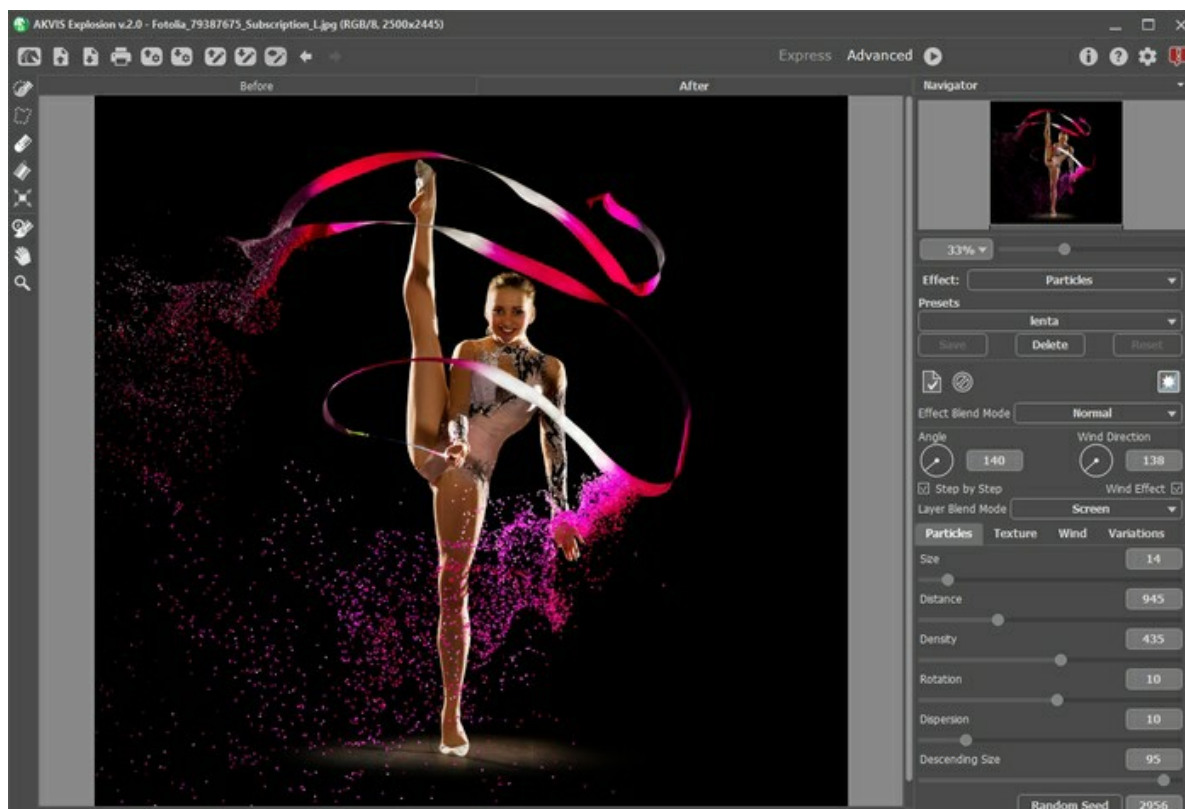 AKVIS Explosion v.2.0 - Fotolia_79387675_Subscription_L.jpg (RGB/8, 2500x2445)
Express Advanced
Before After
Navigator
33%
Effect: Particles
Presets
lenta
Save Delete Reset
Effect Blend Mode Normal
Angle Wind Direction
140 138
Step by Step Wind Effect
Layer Blend Mode Screen
Particles Texture Wind Variations
Size 14
Distance 945
Density 435
Rotation 10
Dispersion 10
Descending Size 95
Random Seed 2956